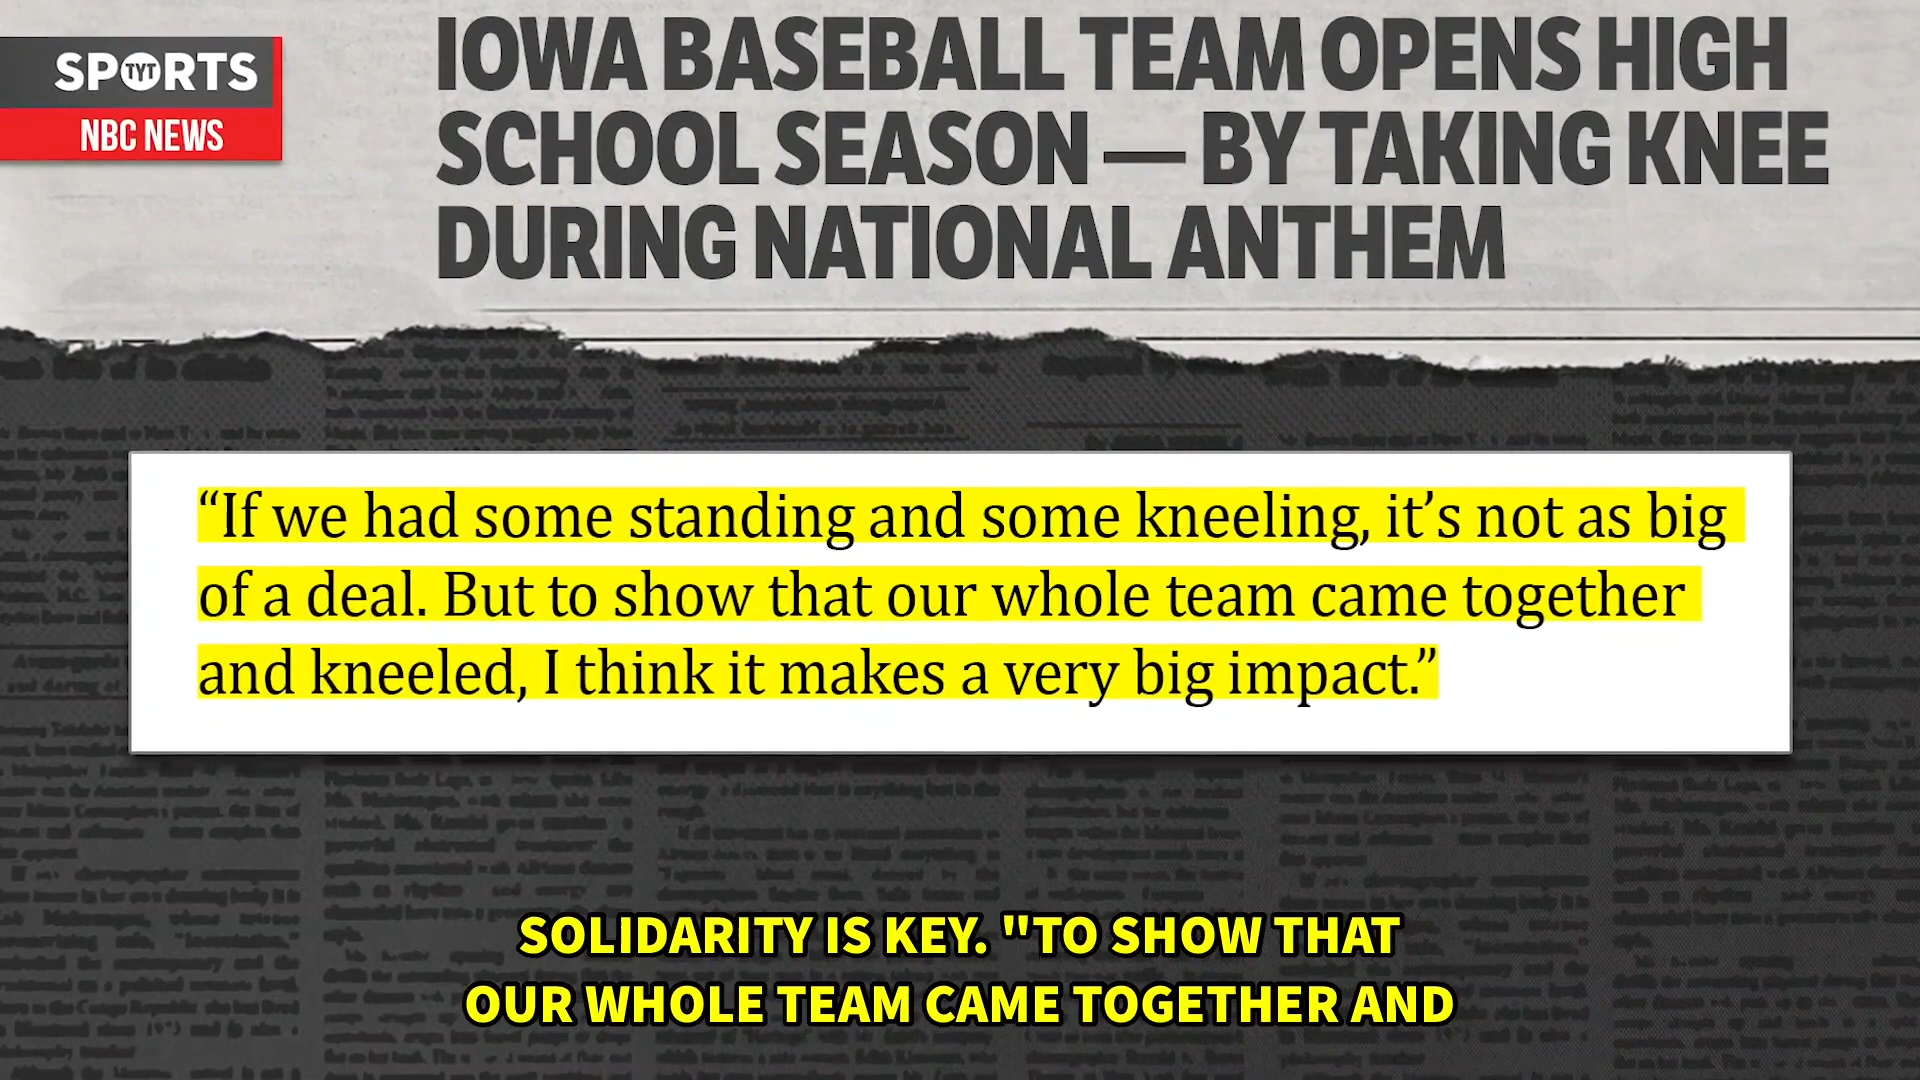 SPORTS
TYT
NBC NEWS
IOWA BASEBALL TEAM OPENS HIGH
SCHOOL SEASON — BY TAKING KNEE
DURING NATIONAL ANTHEM
“If we had some standing and some kneeling, it’s not as big
of a deal. But to show that our whole team came together
and kneeled, I think it makes a very big impact.”
SOLIDARITY IS KEY. "TO SHOW THAT
OUR WHOLE TEAM CAME TOGETHER AND